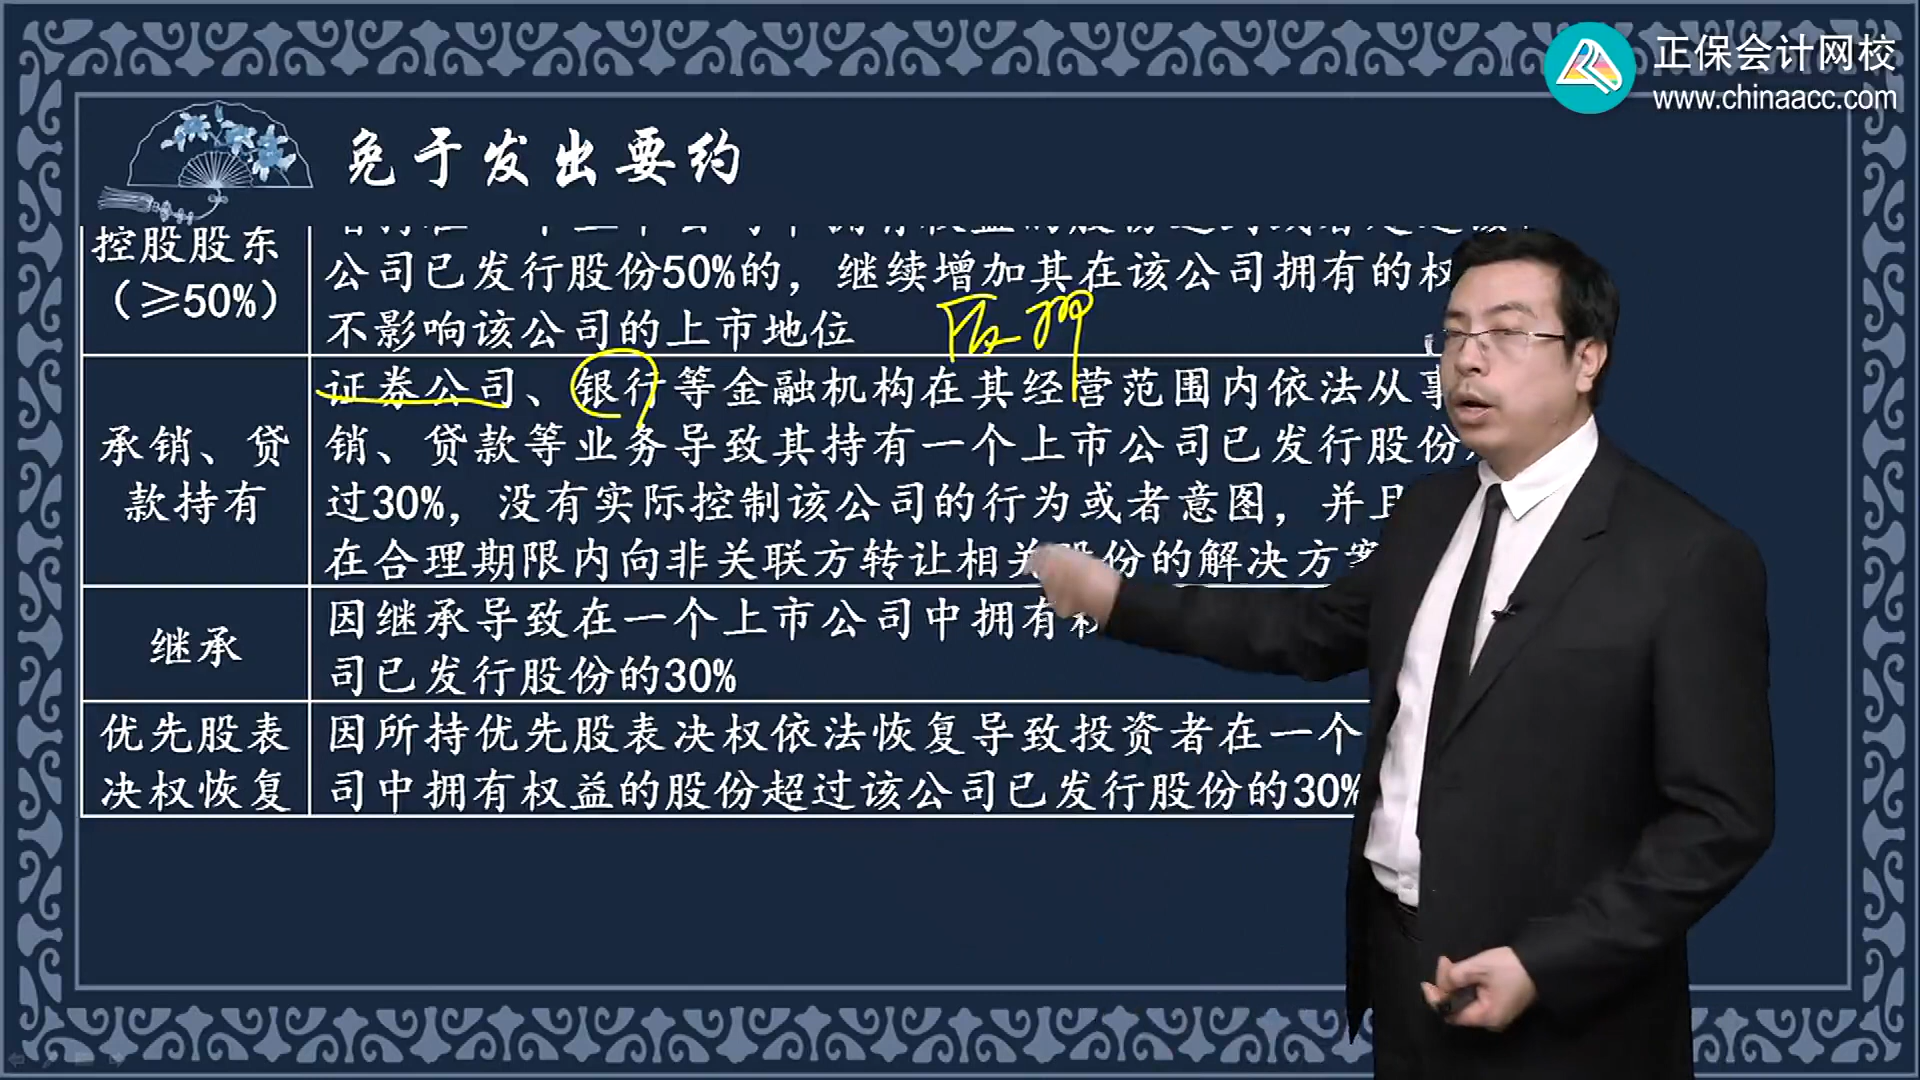 正保会计网校
www.chinaacc.com
免于发出要约
控股股东
（≥50%）
公司已发行股份50%的，继续增加其在该公司拥有的权
不影响该公司的上市地位
承销、贷
款持有
证券公司、银行等金融机构在其经营范围内依法从事
销、贷款等业务导致其持有一个上市公司已发行股份
过30%，没有实际控制该公司的行为或者意图，并且
在合理期限内向非关联方转让相关股份的解决方案
继承
因继承导致在一个上市公司中拥有
司已发行股份的30%
优先股表
决权恢复
因所持优先股表决权依法恢复导致投资者在一个
司中拥有权益的股份超过该公司已发行股份的30%